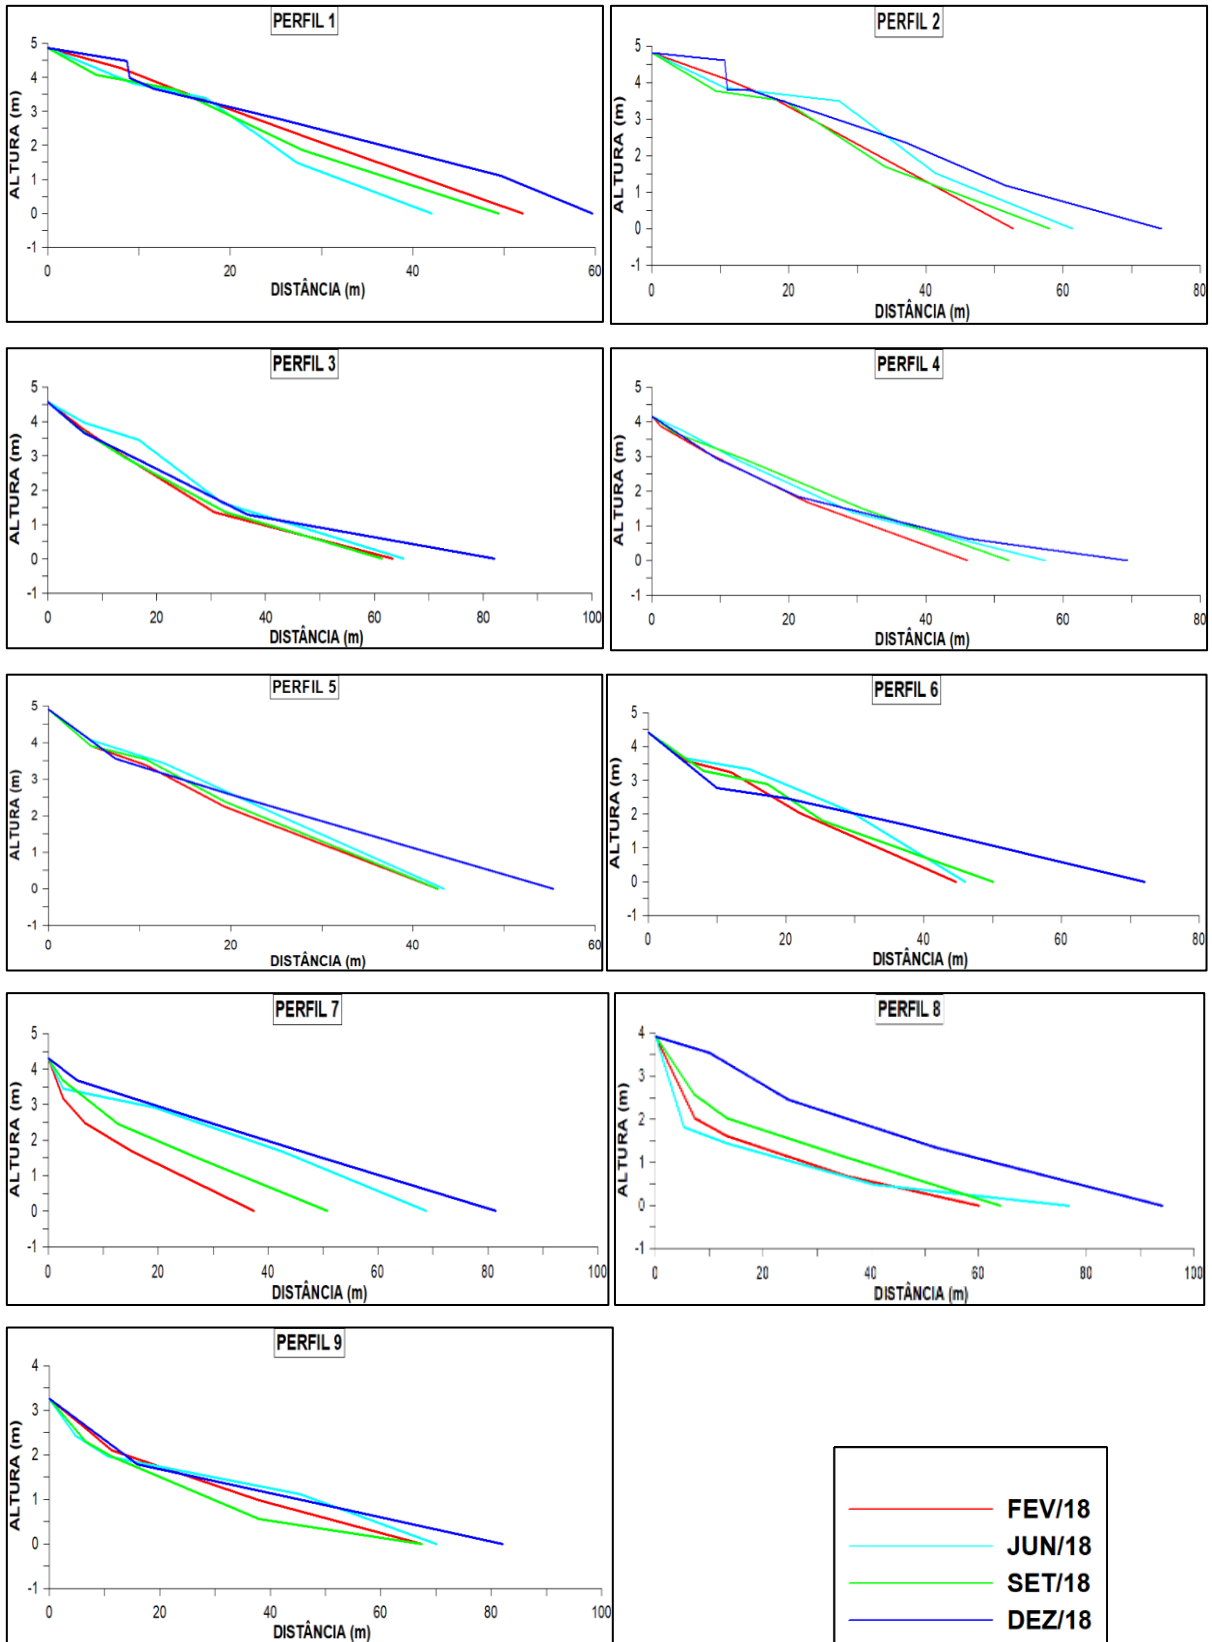 PERFIL 1
ALTURA (m)
5
4
3
2
1
0
-1
0 20 40 60
DISTÂNCIA (m)
PERFIL 2
ALTURA (m)
5
4
3
2
1
0
-1
0 20 40 60 80
DISTÂNCIA (m)
PERFIL 3
ALTURA (m)
5
4
3
2
1
0
-1
0 20 40 60 80 100
DISTÂNCIA (m)
PERFIL 4
ALTURA (m)
5
4
3
2
1
0
-1
0 20 40 60 80
DISTÂNCIA (m)
PERFIL 5
ALTURA (m)
5
4
3
2
1
0
-1
0 20 40 60
DISTÂNCIA (m)
PERFIL 6
ALTURA (m)
5
4
3
2
1
0
-1
0 20 40 60 80
DISTÂNCIA (m)
PERFIL 7
ALTURA (m)
5
4
3
2
1
0
-1
0 20 40 60 80 100
DISTÂNCIA (m)
PERFIL 8
ALTURA (m)
4
3
2
1
0
-1
0 20 40 60 80 100
DISTÂNCIA (m)
PERFIL 9
ALTURA (m)
4
3
2
1
0
-1
0 20 40 60 80 100
DISTÂNCIA (m)
FEV/18
JUN/18
SET/18
DEZ/18